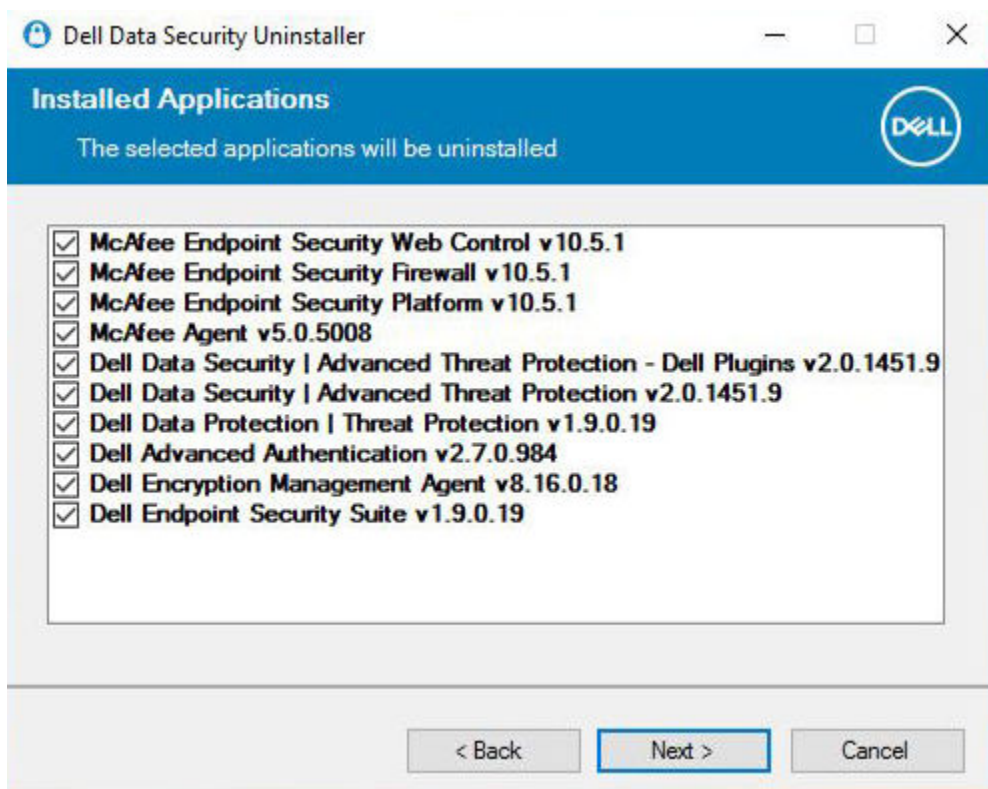 Dell Data Security Uninstaller
Installed Applications
The selected applications will be uninstalled
DELL
McAfee Endpoint Security Web Control v10.5.1
McAfee Endpoint Security Firewall v10.5.1
McAfee Endpoint Security Platform v10.5.1
McAfee Agent v5.0.5008
Dell Data Security | Advanced Threat Protection - Dell Plugins v2.0.1451.9
Dell Data Security | Advanced Threat Protection v2.0.1451.9
Dell Data Protection | Threat Protection v1.9.0.19
Dell Advanced Authentication v2.7.0.984
Dell Encryption Management Agent v8.16.0.18
Dell Endpoint Security Suite v1.9.0.19
< Back Next > Cancel